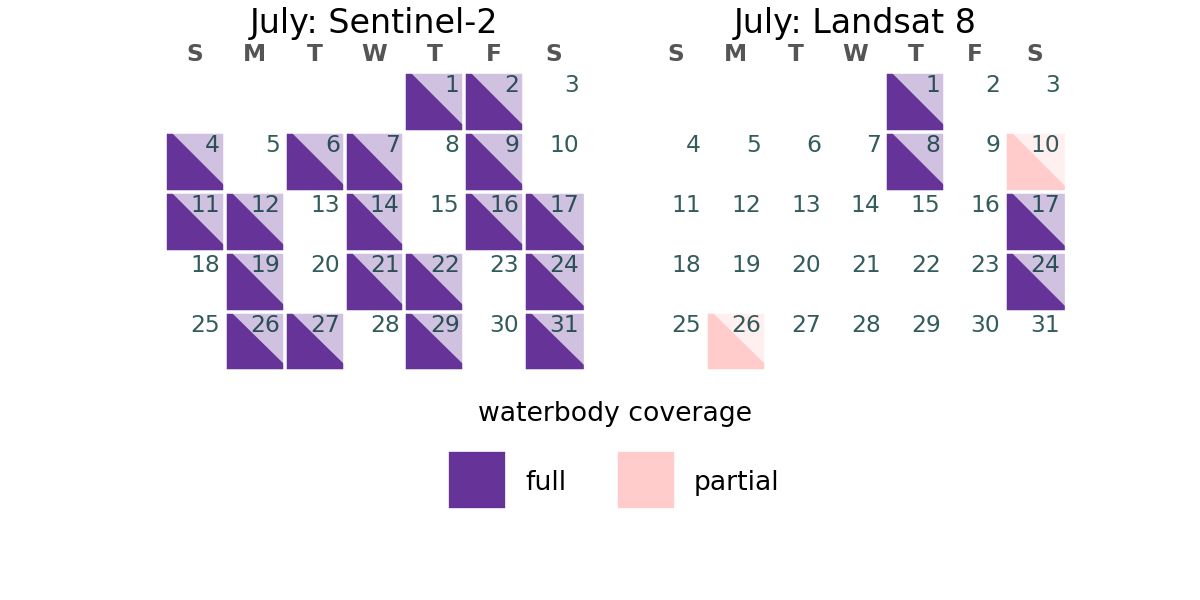 July: Sentinel-2
S M T W T F S
1 2 3
4 5 6 7 8 9 10
11 12 13 14 15 16 17
18 19 20 21 22 23 24
25 26 27 28 29 30 31
July: Landsat 8
S M T W T F S
1 2 3
4 5 6 7 8 9 10
11 12 13 14 15 16 17
18 19 20 21 22 23 24
25 26 27 28 29 30 31
waterbody coverage
full partial